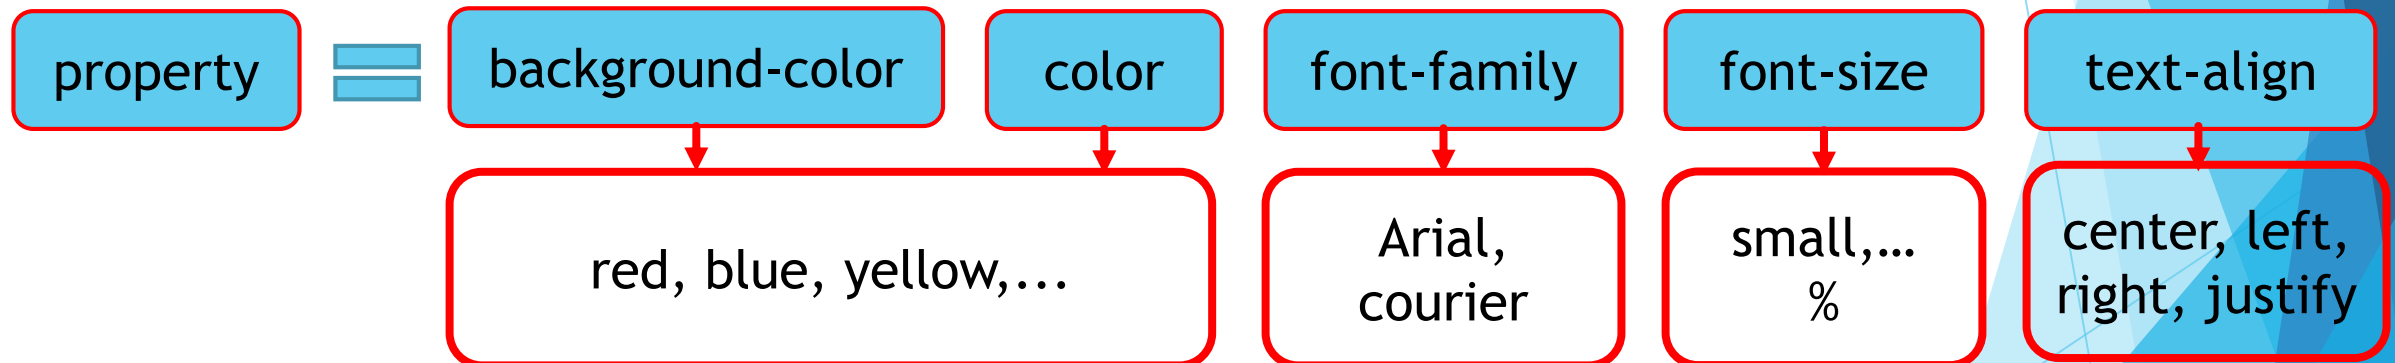 property = background-color color font-family font-size text-align
red, blue, yellow,...
Arial,
courier
small,…
%
center, left,
right, justify